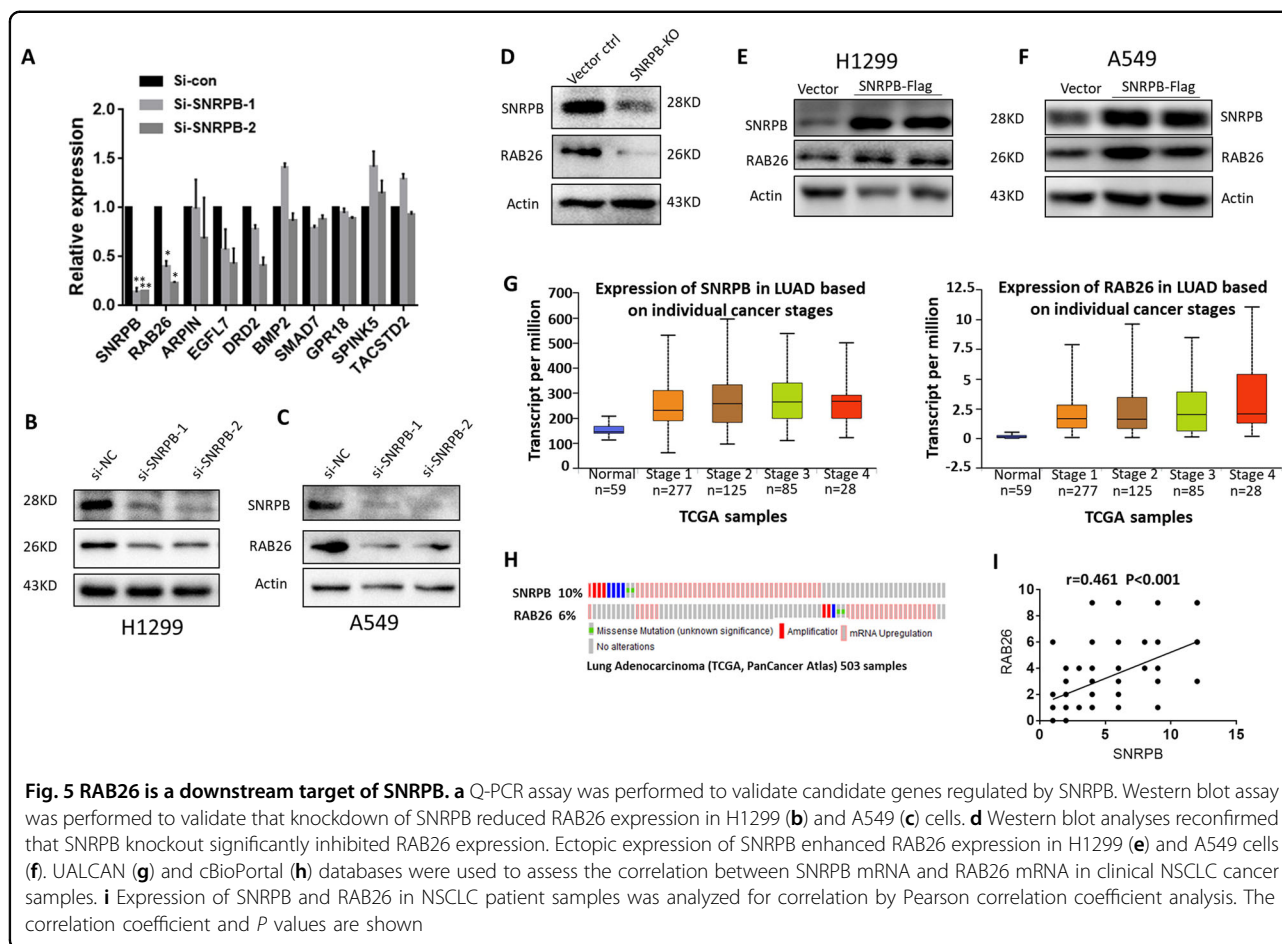 A
Si-con
Si-SNRPB-1
Si-SNRPB-2
Relative expression
2.0
1.5
1.0
0.5
0.0
** ** * *
SNRPB RAB26 ARPIN EGFL7 DRD2 BMP2 SMAD7 GPR18 SPINK5 TACSTD2
B
si-NC si-SNRPB-1 si-SNRPB-2
28KD
26KD
43KD
H1299
C
si-NC si-SNRPB-1 si-SNRPB-2
SNRPB
RAB26
Actin
A549
D
Vector ctrl SNRPB-KO
SNRPB 28KD
RAB26 26KD
Actin 43KD
E
H1299
Vector SNRPB-Flag
SNRPB
RAB26
Actin
F
A549
Vector SNRPB-Flag
28KD SNRPB
26KD RAB26
43KD Actin
G
Expression of SNRPB in LUAD based
on individual cancer stages
Transcript per million
700
600
500
400
300
200
100
0
Normal Stage 1 Stage 2 Stage 3 Stage 4
n=59 n=277 n=125 n=85 n=28
TCGA samples
Expression of RAB26 in LUAD based
on individual cancer stages
Transcript per million
12.5
10
7.5
5
2.5
0
-2.5
Normal Stage 1 Stage 2 Stage 3 Stage 4
n=59 n=277 n=125 n=85 n=28
TCGA samples
H
SNRPB 10%
RAB26 6%
Missense Mutation (unknown significance) Amplification mRNA Upregulation
No alterations
Lung Adenocarcinoma (TCGA, PanCancer Atlas) 503 samples
I
r=0.461 P<0.001
RAB26
10
8
6
4
2
0
0 5 10 15
SNRPB
Fig. 5 RAB26 is a downstream target of SNRPB. a Q-PCR assay was performed to validate candidate genes regulated by SNRPB. Western blot assay
was performed to validate that knockdown of SNRPB reduced RAB26 expression in H1299 (b) and A549 (c) cells. d Western blot analyses reconfirmed
that SNRPB knockout significantly inhibited RAB26 expression. Ectopic expression of SNRPB enhanced RAB26 expression in H1299 (e) and A549 cells
(f). UALCAN (g) and cBioPortal (h) databases were used to assess the correlation between SNRPB mRNA and RAB26 mRNA in clinical NSCLC cancer
samples. i Expression of SNRPB and RAB26 in NSCLC patient samples was analyzed for correlation by Pearson correlation coefficient analysis. The
correlation coefficient and P values are shown